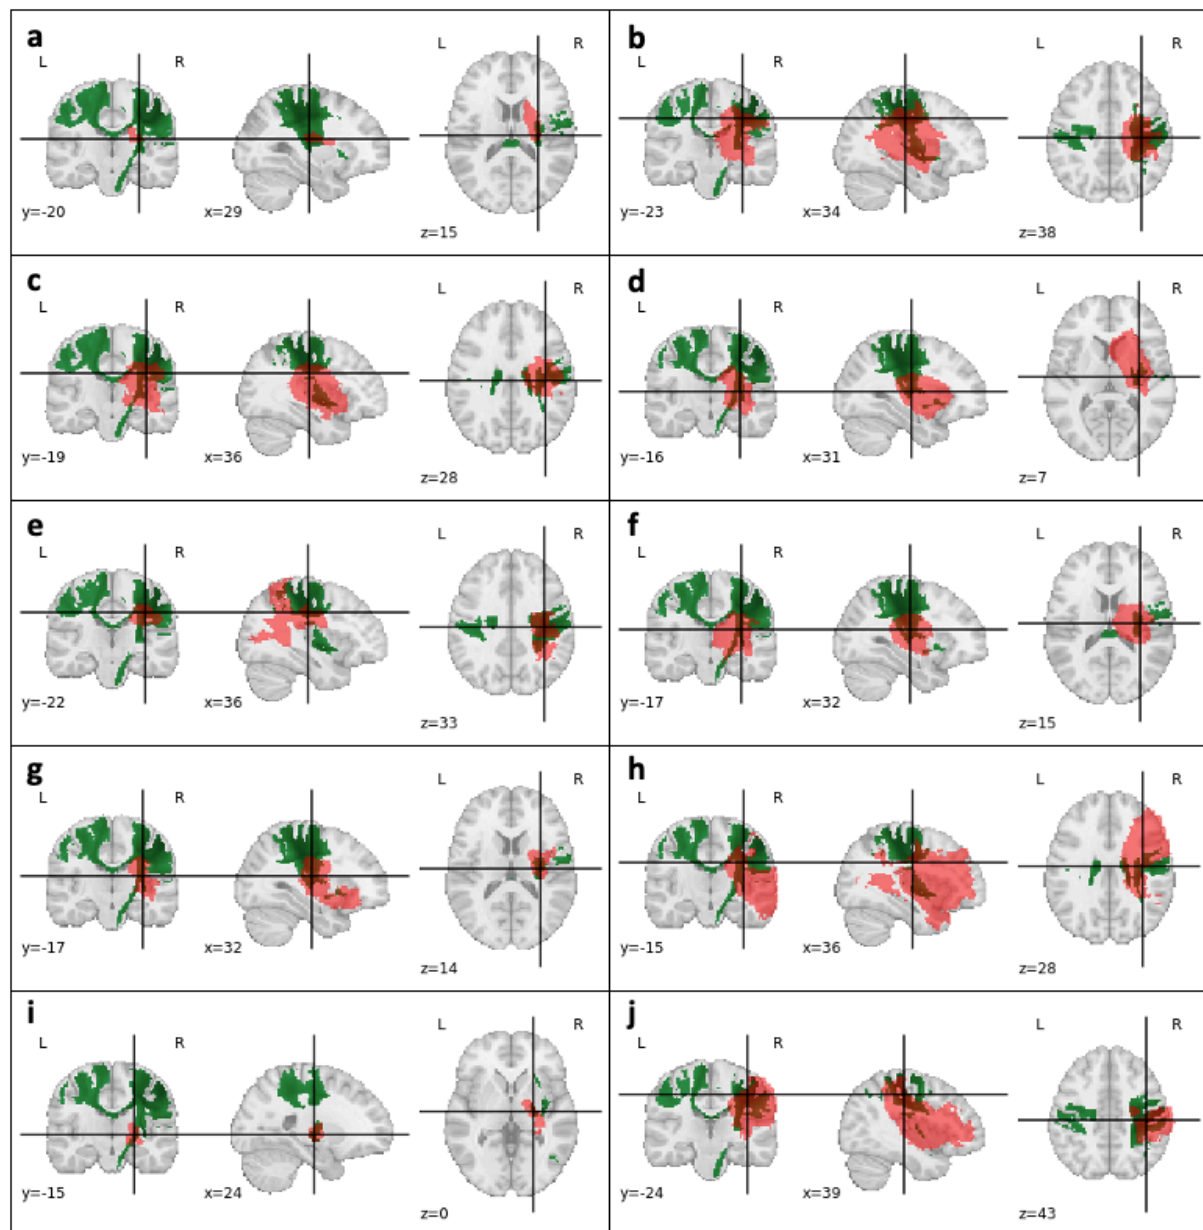 a
L R L R
y=-20 x=29 z=15
b
L R L R
y=-23 x=34 z=38
c
L R L R
y=-19 x=36 z=28
d
L R L R
y=-16 x=31 z=7
e
L R L R
y=-22 x=36 z=33
f
L R L R
y=-17 x=32 z=15
g
L R L R
y=-17 x=32 z=14
h
L R L R
y=-15 x=36 z=28
i
L R L R
y=-15 x=24 z=0
j
L R L R
y=-24 x=39 z=43